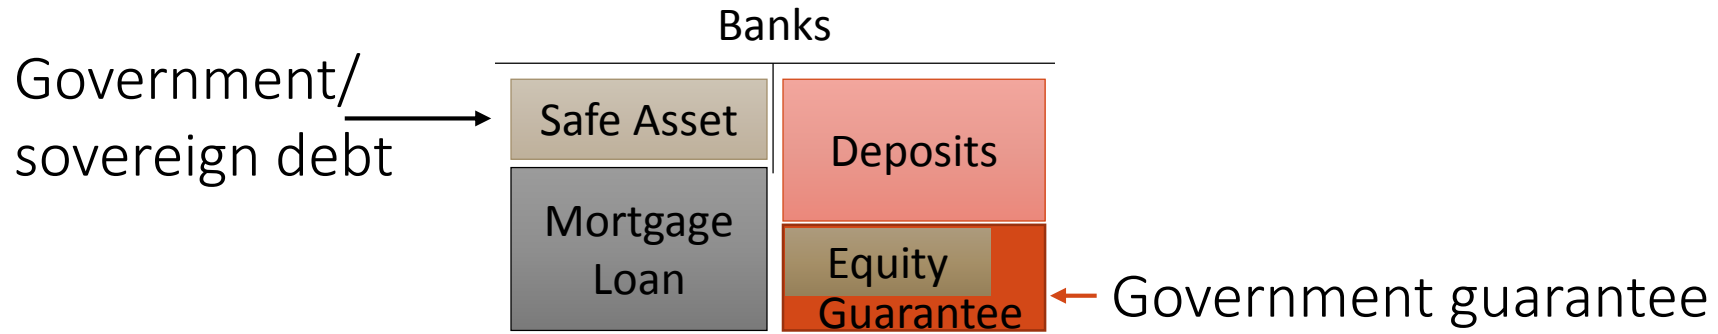 Banks
Government/
sovereign debt
Safe Asset
Deposits
Mortgage
Loan
Equity
Guarantee
Government guarantee